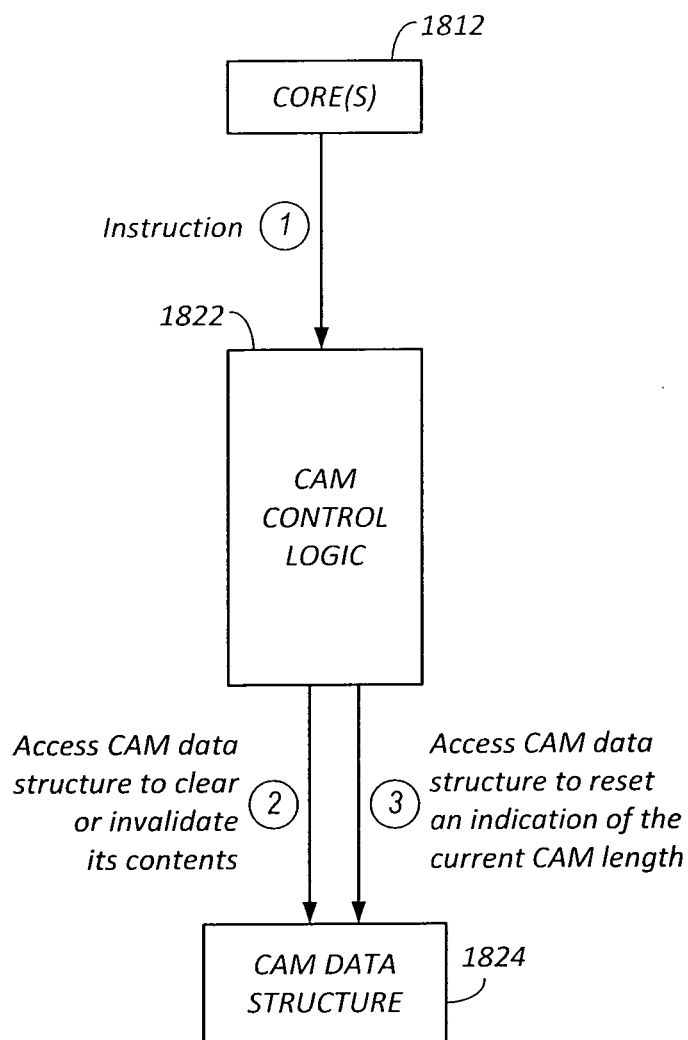 1812
CORE(S)
Instruction 1
1822
CAM
CONTROL
LOGIC
Access CAM data
structure to clear
or invalidate
its contents
2
3
Access CAM data
structure to reset
an indication of the
current CAM length
CAM DATA
STRUCTURE
1824